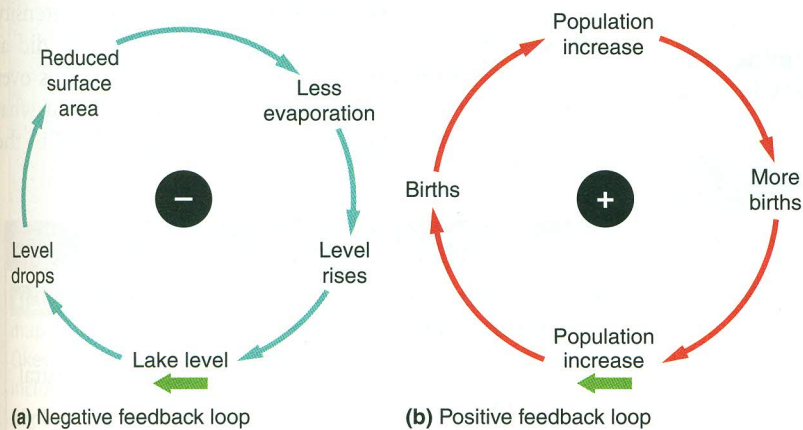 Reduced
surface
area
Less
evaporation
−
Level
drops
Level
rises
Lake level
(a) Negative feedback loop
Population
increase
Births
+
More
births
Population
increase
(b) Positive feedback loop